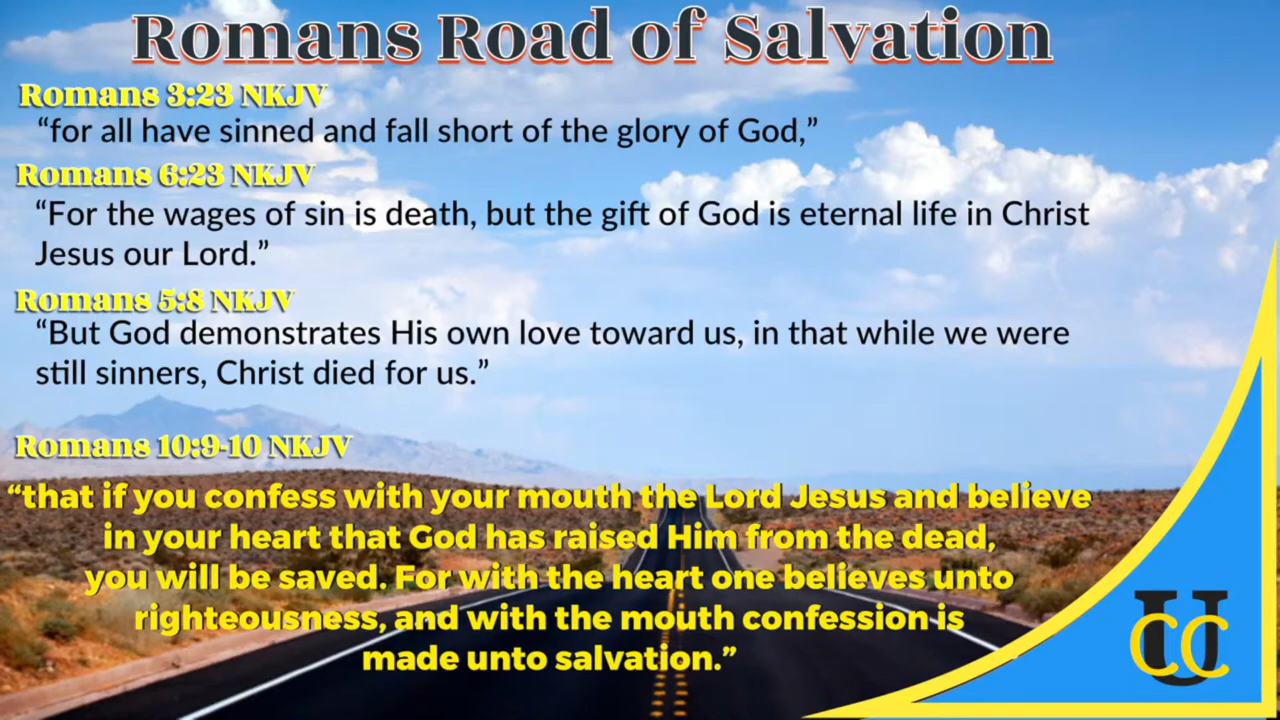 Romans Road of Salvation
Romans 3:23 NKJV
“for all have sinned and fall short of the glory of God,”
Romans 6:23 NKJV
“For the wages of sin is death, but the gift of God is eternal life in Christ
Jesus our Lord.”
Romans 5:8 NKJV
“But God demonstrates His own love toward us, in that while we were
still sinners, Christ died for us.”
Romans 10:9-10 NKJV
“that if you confess with your mouth the Lord Jesus and believe
in your heart that God has raised Him from the dead,
you will be saved. For with the heart one believes unto
righteousness, and with the mouth confession is
made unto salvation.”
UCC